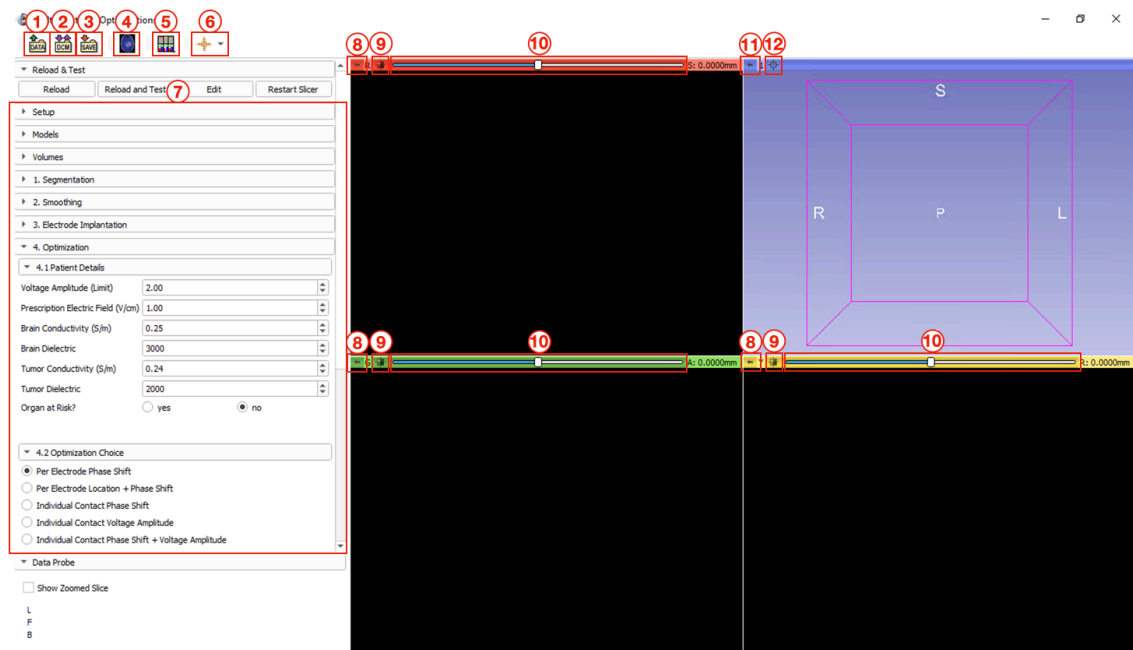 1 2 3 4 5 6
DATA DCM SAVE
Reload & Test
Reload Reload and Test Edit Restart Slicer
7
Setup
Models
Volumes
1. Segmentation
2. Smoothing
3. Electrode Implantation
4. Optimization
4.1 Patient Details
Voltage Amplitude (Limit) 2.00
Prescription Electric Field (V/cm) 1.00
Brain Conductivity (S/m) 0.25
Brain Dielectric 3000
Tumor Conductivity (S/m) 0.24
Tumor Dielectric 2000
Organ at Risk? yes no
4.2 Optimization Choice
Per Electrode Phase Shift
Per Electrode Location + Phase Shift
Individual Contact Phase Shift
Individual Contact Voltage Amplitude
Individual Contact Phase Shift + Voltage Amplitude
Data Probe
Show Zoomed Slice
L
F
B
8 9 10
S: 0.0000mm
11 12
1
S
R P L
8 9 10
A: 0.0000mm
8 9 10
R: 0.0000mm